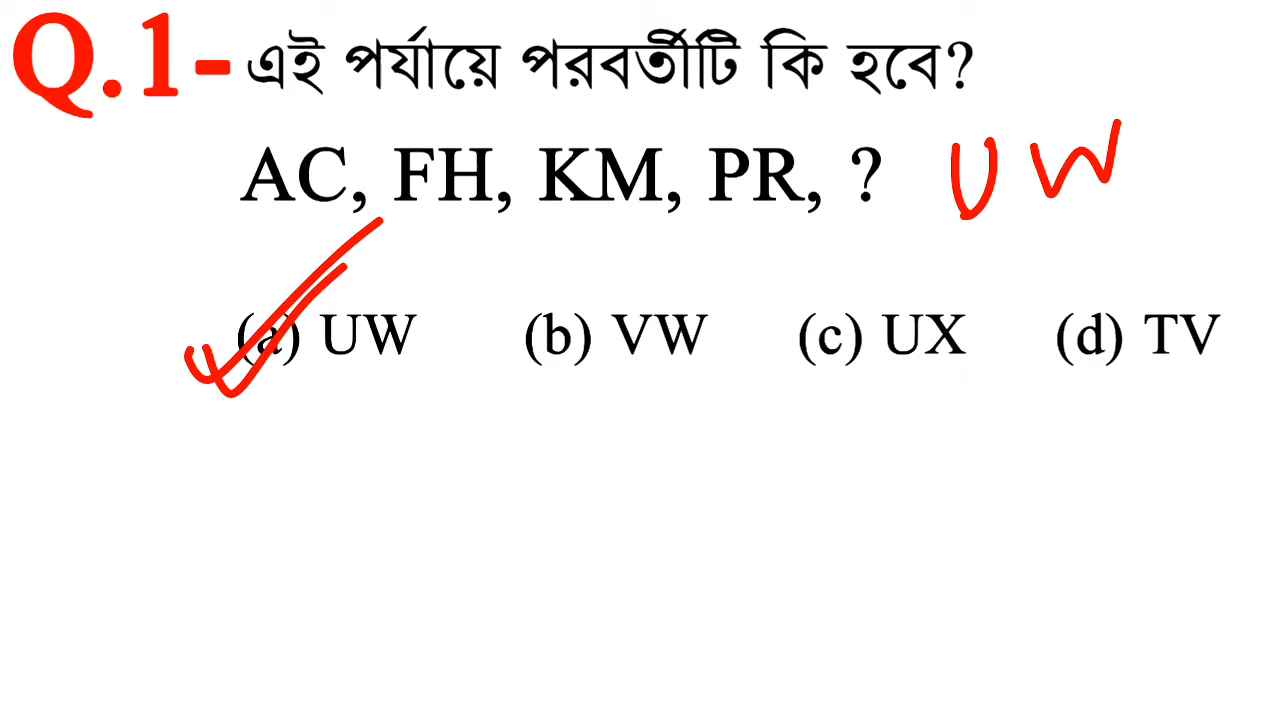 Q.1- এই পর্যায়ে পরবর্তীটি কি হবে?
AC, FH, KM, PR, ? U W
(a) UW (b) VW (c) UX (d) TV